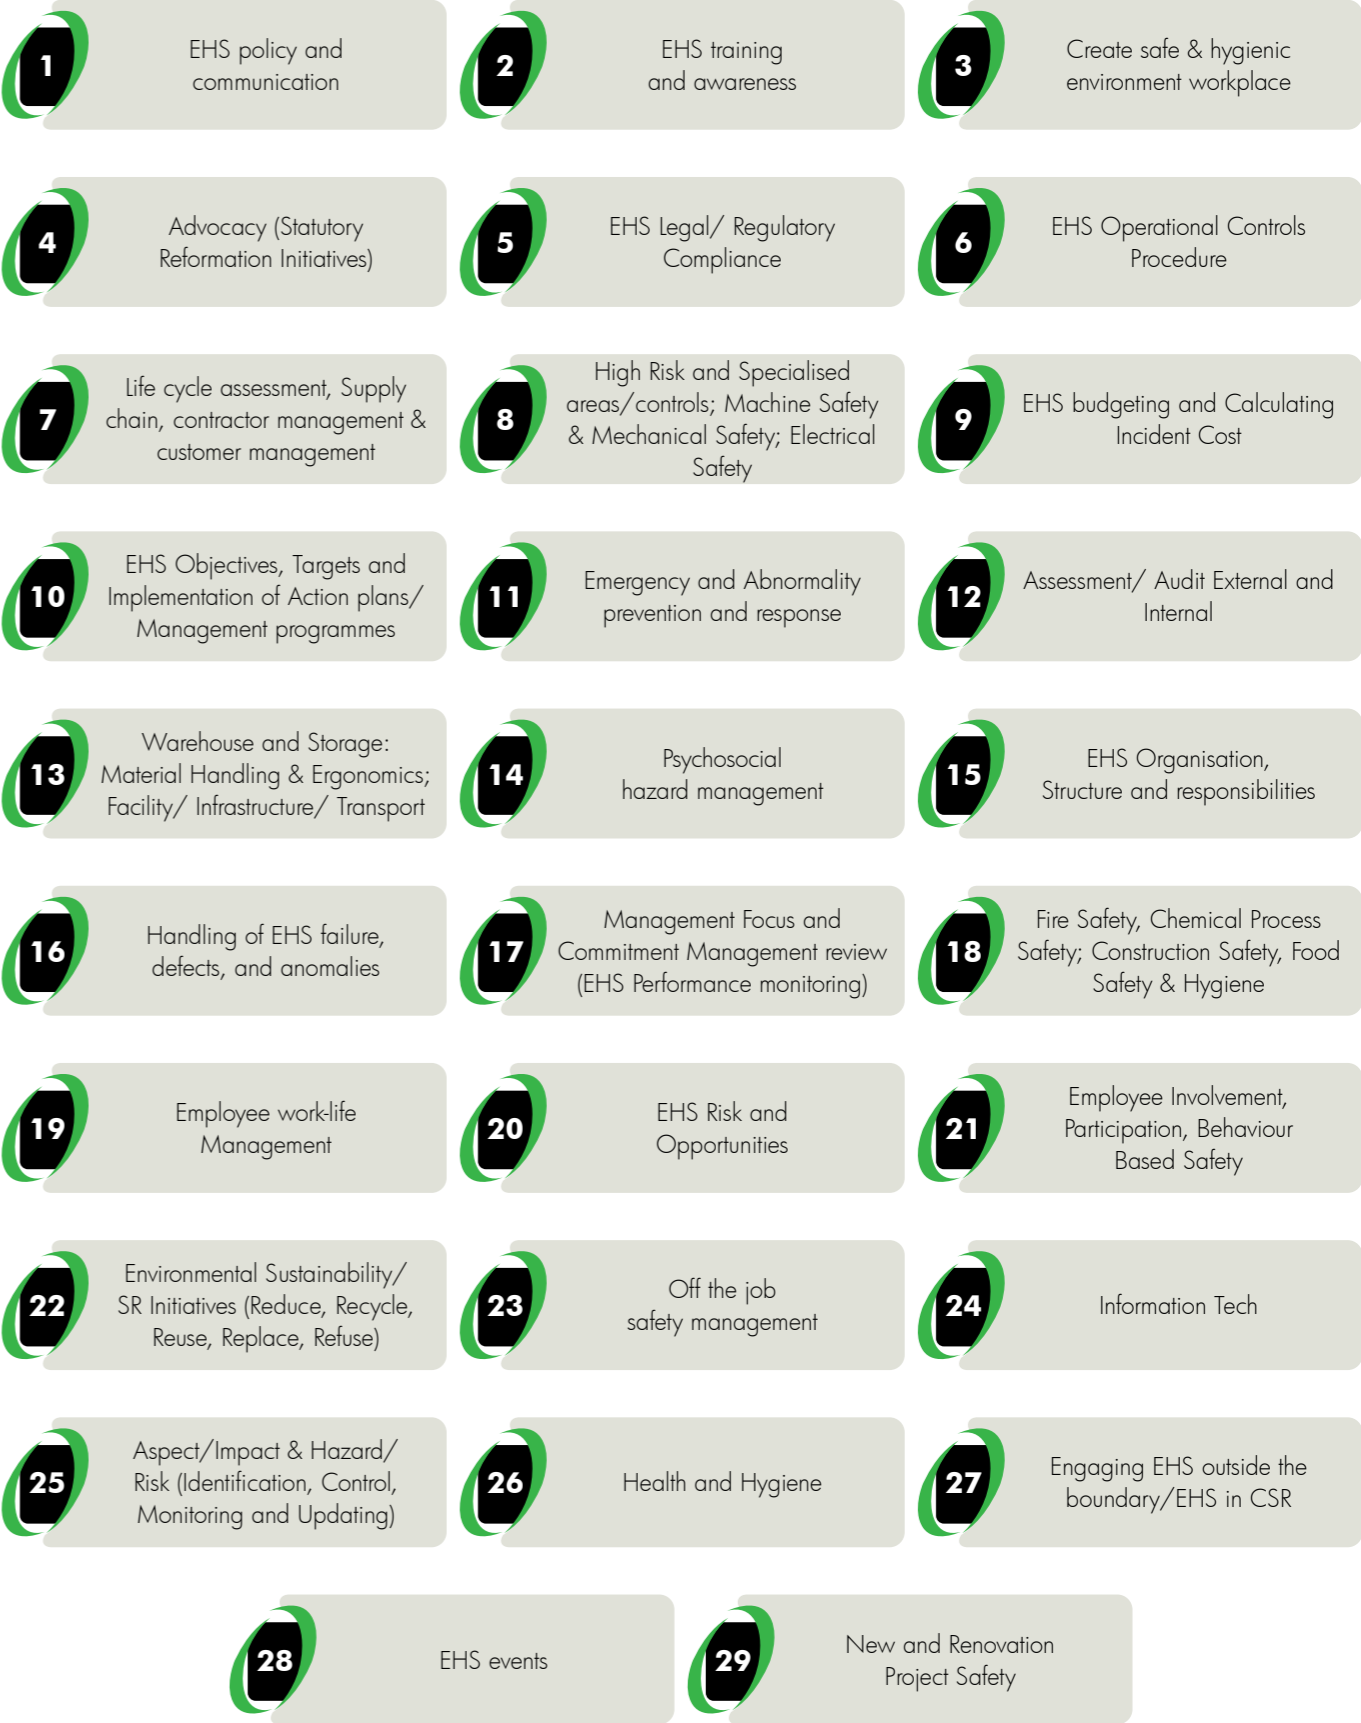 1
EHS policy and
communication
2
EHS training
and awareness
3
Create safe & hygienic
environment workplace
4
Advocacy (Statutory
Reformation Initiatives)
5
EHS Legal/ Regulatory
Compliance
6
EHS Operational Controls
Procedure
7
Life cycle assessment, Supply
chain, contractor management &
customer management
8
High Risk and Specialised
areas/controls; Machine Safety
& Mechanical Safety; Electrical
Safety
9
EHS budgeting and Calculating
Incident Cost
10
EHS Objectives, Targets and
Implementation of Action plans/
Management programmes
11
Emergency and Abnormality
prevention and response
12
Assessment/ Audit External and
Internal
13
Warehouse and Storage:
Material Handling & Ergonomics;
Facility/ Infrastructure/ Transport
14
Psychosocial
hazard management
15
EHS Organisation,
Structure and responsibilities
16
Handling of EHS failure,
defects, and anomalies
17
Management Focus and
Commitment Management review
(EHS Performance monitoring)
18
Fire Safety, Chemical Process
Safety; Construction Safety, Food
Safety & Hygiene
19
Employee work-life
Management
20
EHS Risk and
Opportunities
21
Employee Involvement,
Participation, Behaviour
Based Safety
22
Environmental Sustainability/
SR Initiatives (Reduce, Recycle,
Reuse, Replace, Refuse)
23
Off the job
safety management
24
Information Tech
25
Aspect/Impact & Hazard/
Risk (Identification, Control,
Monitoring and Updating)
26
Health and Hygiene
27
Engaging EHS outside the
boundary/EHS in CSR
28
EHS events
29
New and Renovation
Project Safety